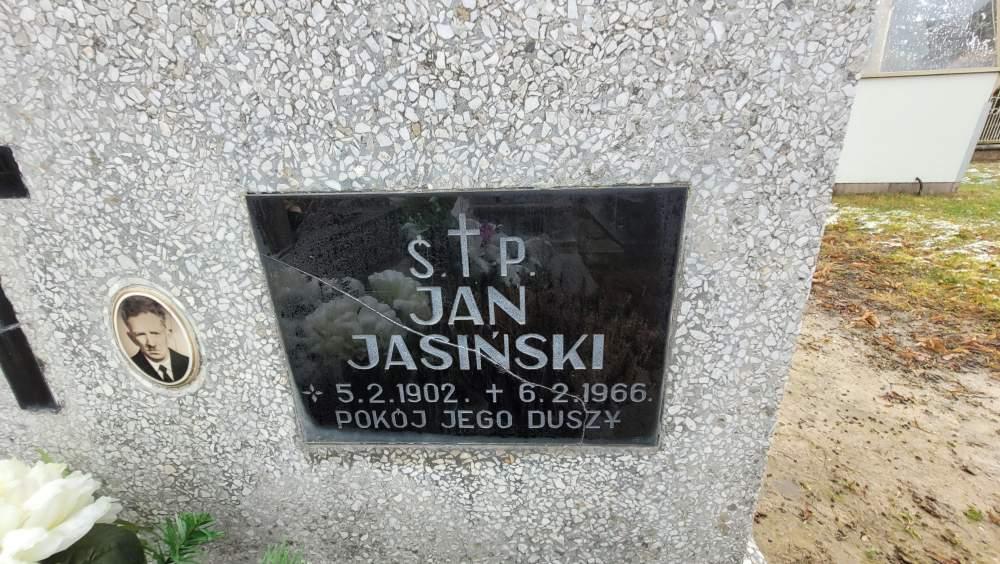 Ś. † P.
JAN
JASIŃSKI
✧ 5.2.1902. † 6.2.1966.
POKÓJ JEGO DUSZY